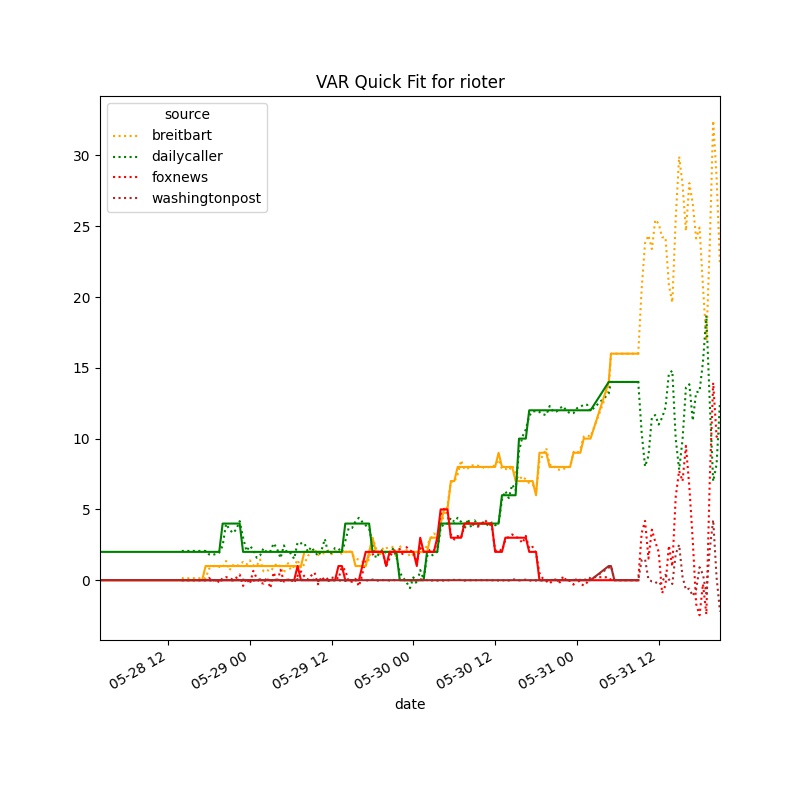 VAR Quick Fit for rioter
source
breitbart
dailycaller
foxnews
washingtonpost
30
25
20
15
10
5
0
05-28 12
05-29 00
05-29 12
05-30 00
05-30 12
05-31 00
05-31 12
date